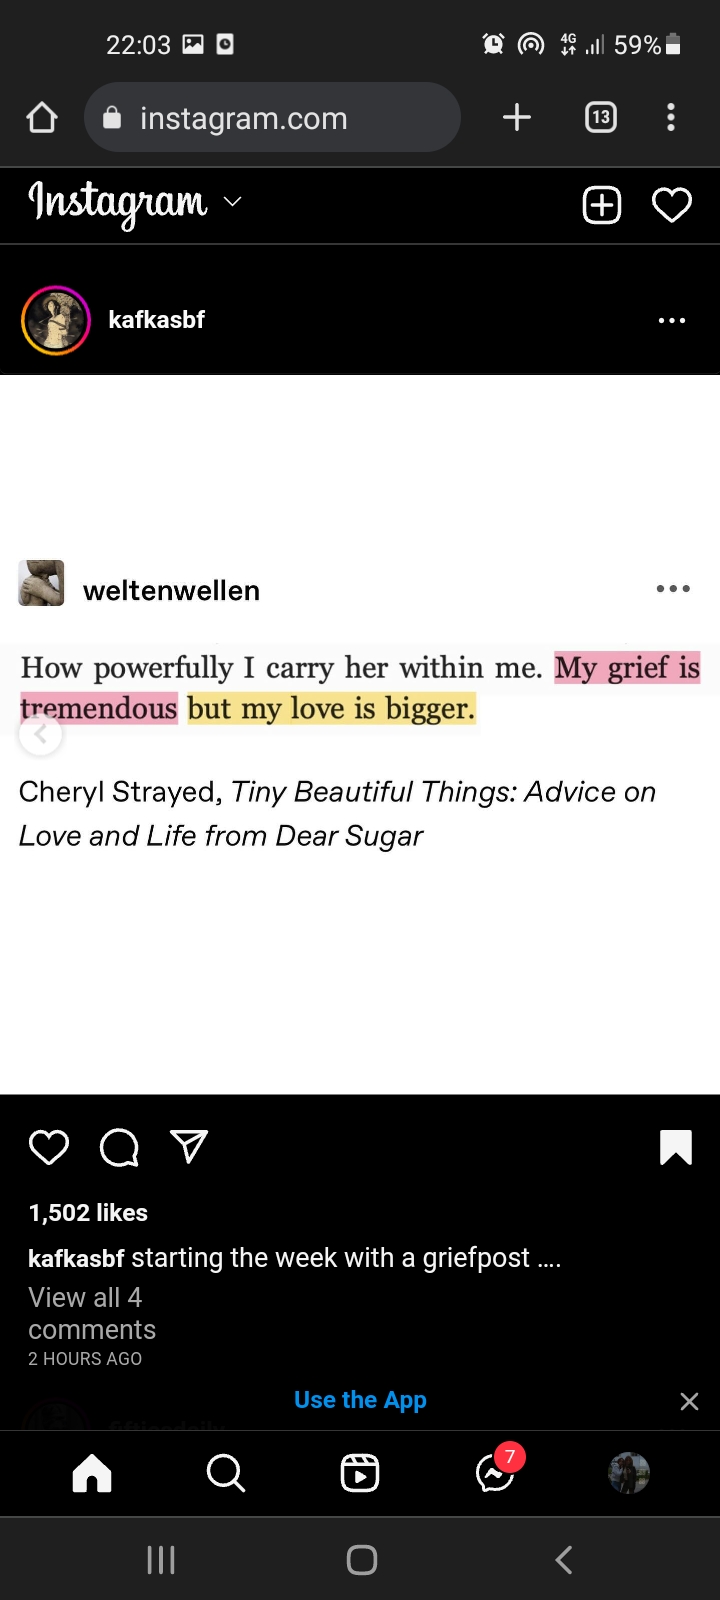 22:03
4G
59%
instagram.com
13
Instagram
kafkasbf
weltenwellen
How powerfully I carry her within me. My grief is
tremendous but my love is bigger.
Cheryl Strayed, Tiny Beautiful Things: Advice on
Love and Life from Dear Sugar
1,502 likes
kafkasbf starting the week with a griefpost ....
View all 4
comments
2 HOURS AGO
Use the App
7